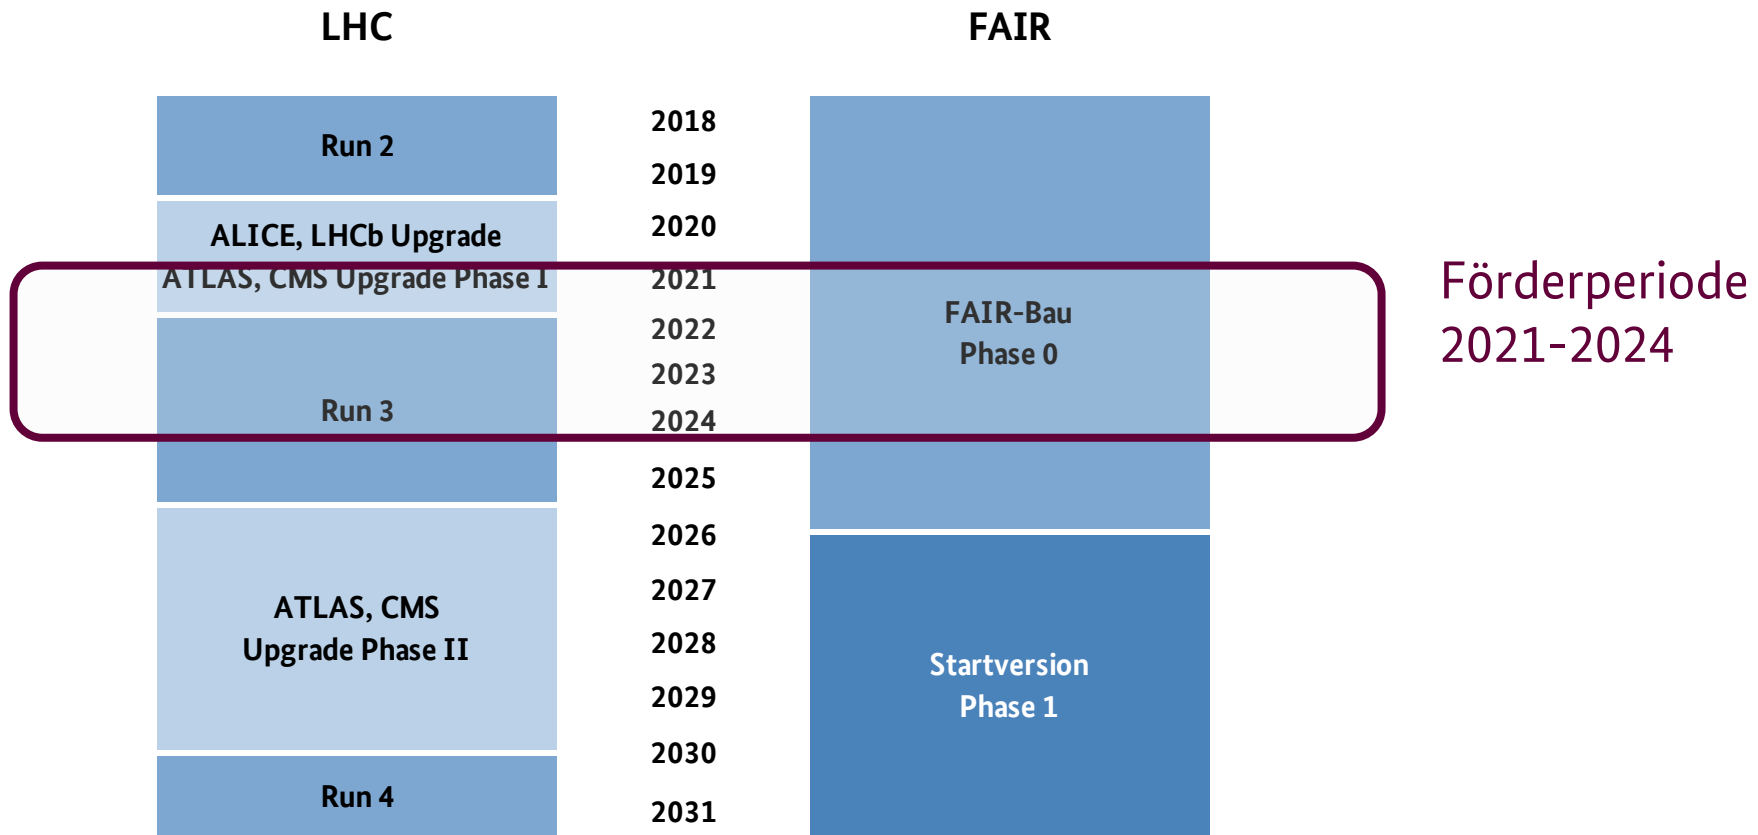 LHC
FAIR
Run 2
ALICE, LHCb Upgrade
ATLAS, CMS Upgrade Phase I
Run 3
ATLAS, CMS
Upgrade Phase II
Run 4
2018
2019
2020
2021
2022
2023
2024
2025
2026
2027
2028
2029
2030
2031
FAIR-Bau
Phase 0
Startversion
Phase 1
Förderperiode
2021-2024